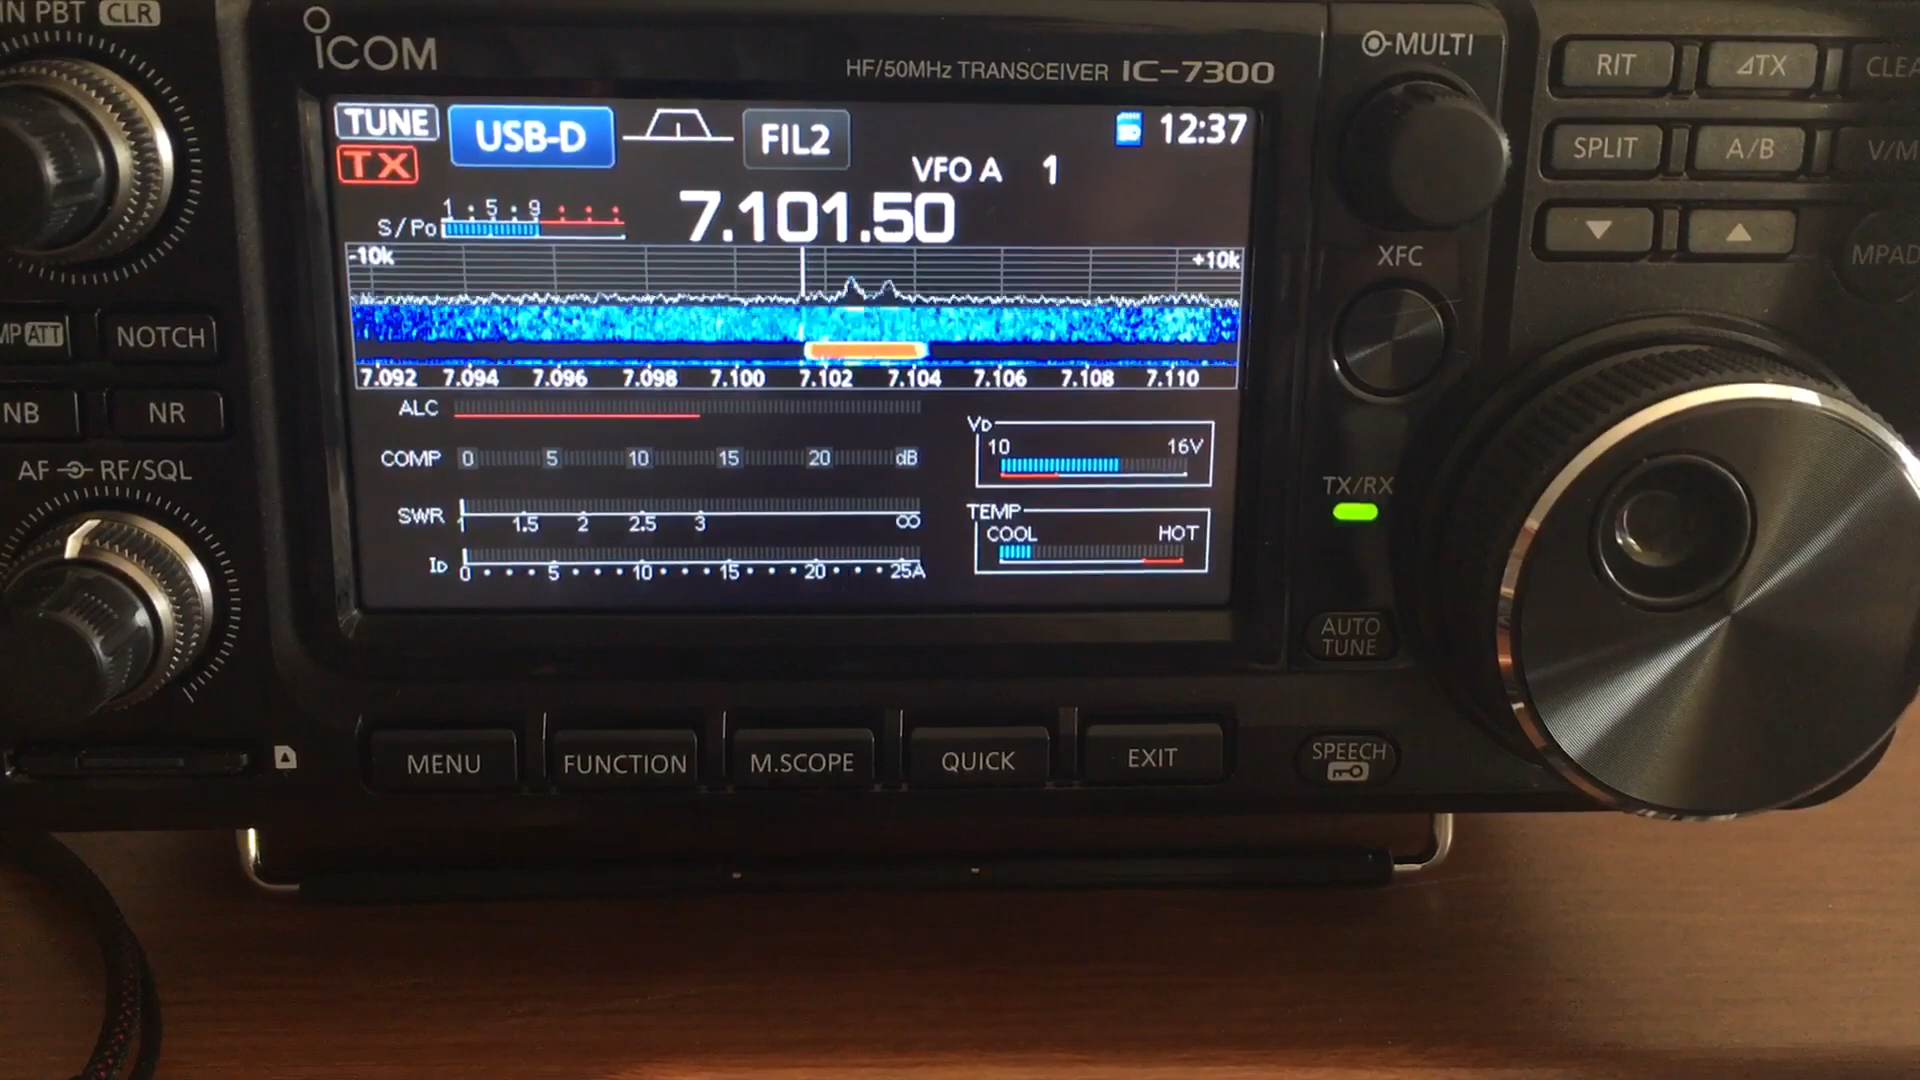 IN PBT CLR
ICOM
HF/50MHz TRANSCEIVER IC-7300
MULTI
RIT
⊿TX
CLEA
TUNE
USB-D
FIL2
12:37
TX
VFO A 1
SPLIT
A/B
V/M
1 • 5 • 9
S/Po
7.101.50
▼
▲
-10k
+10k
XFC
MPAD
MP ATT
NOTCH
7.092 7.094 7.096 7.098 7.100 7.102 7.104 7.106 7.108 7.110
NB
NR
ALC
VD
10 16V
COMP 0 5 10 15 20 dB
AF RF/SQL
TX/RX
SWR 1 1.5 2 2.5 3 ∞
TEMP
COOL HOT
ID 0 5 10 15 20 25A
AUTO
TUNE
MENU
FUNCTION
M.SCOPE
QUICK
EXIT
SPEECH